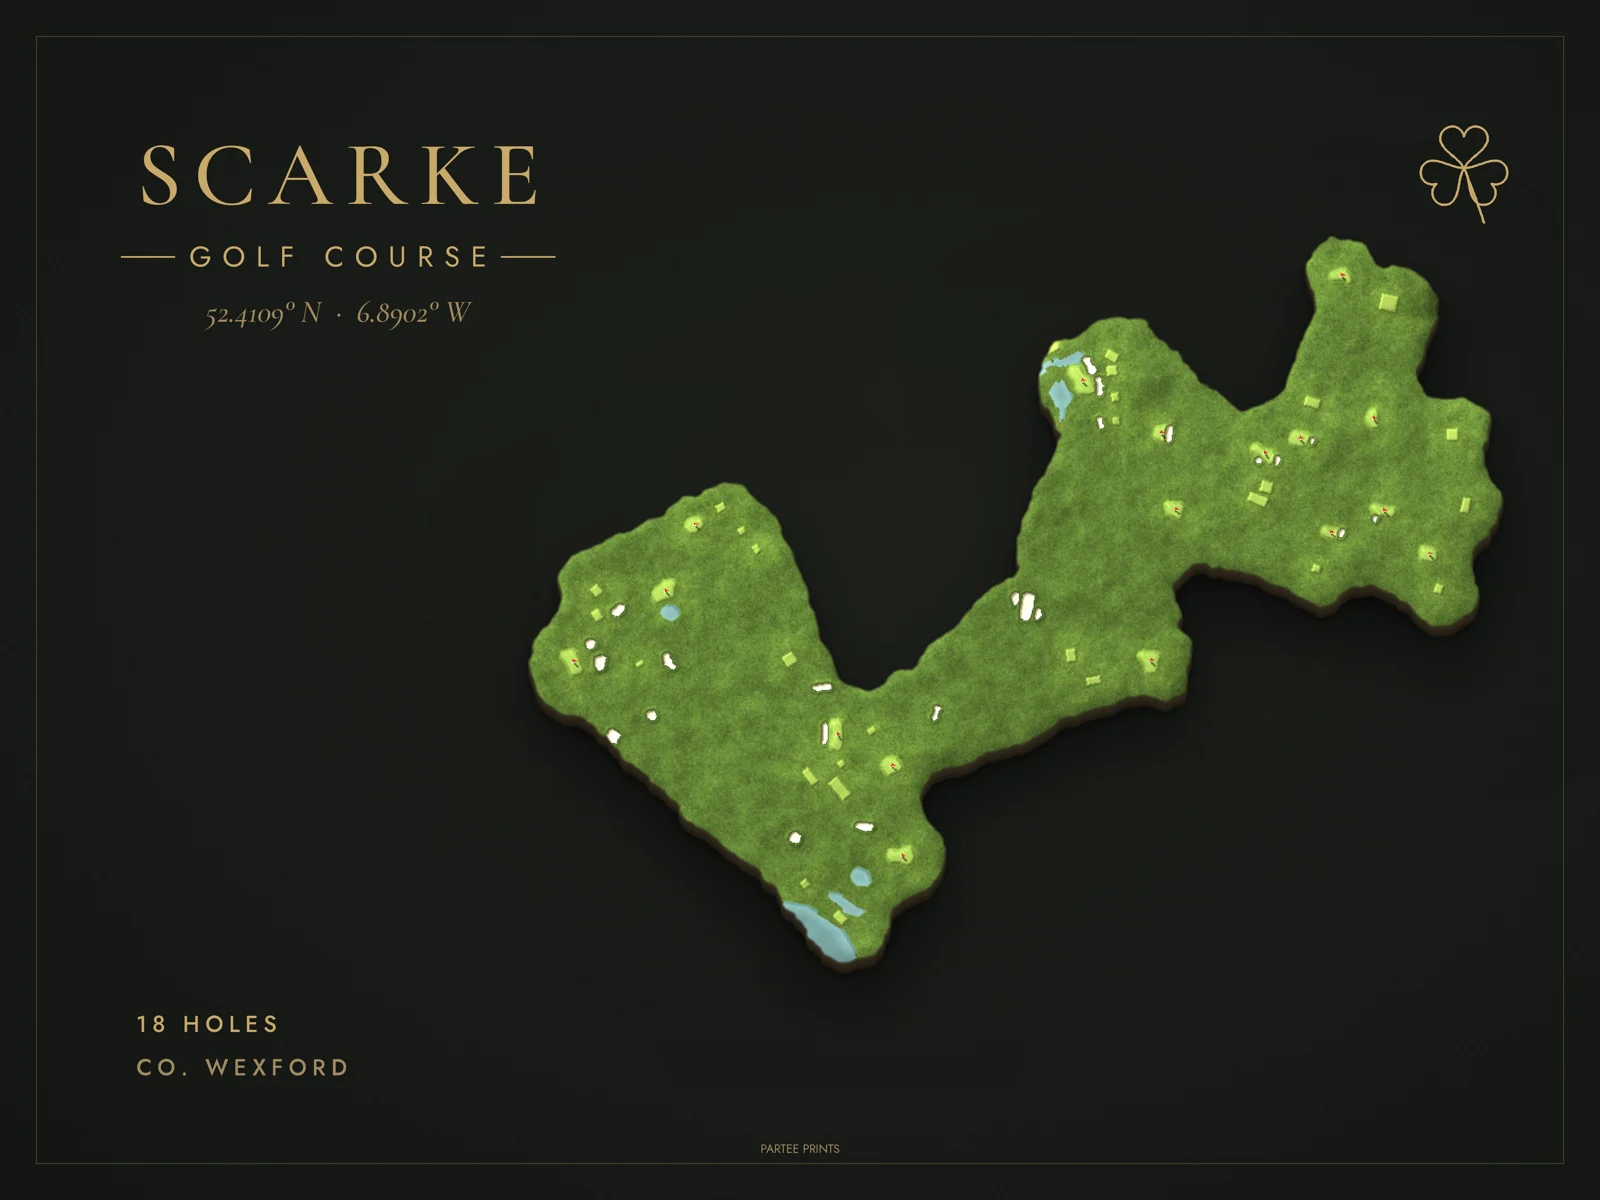 SCARKE
GOLF COURSE
52.4109° N · 6.8902° W
18 HOLES
CO. WEXFORD
PARTEE PRINTS